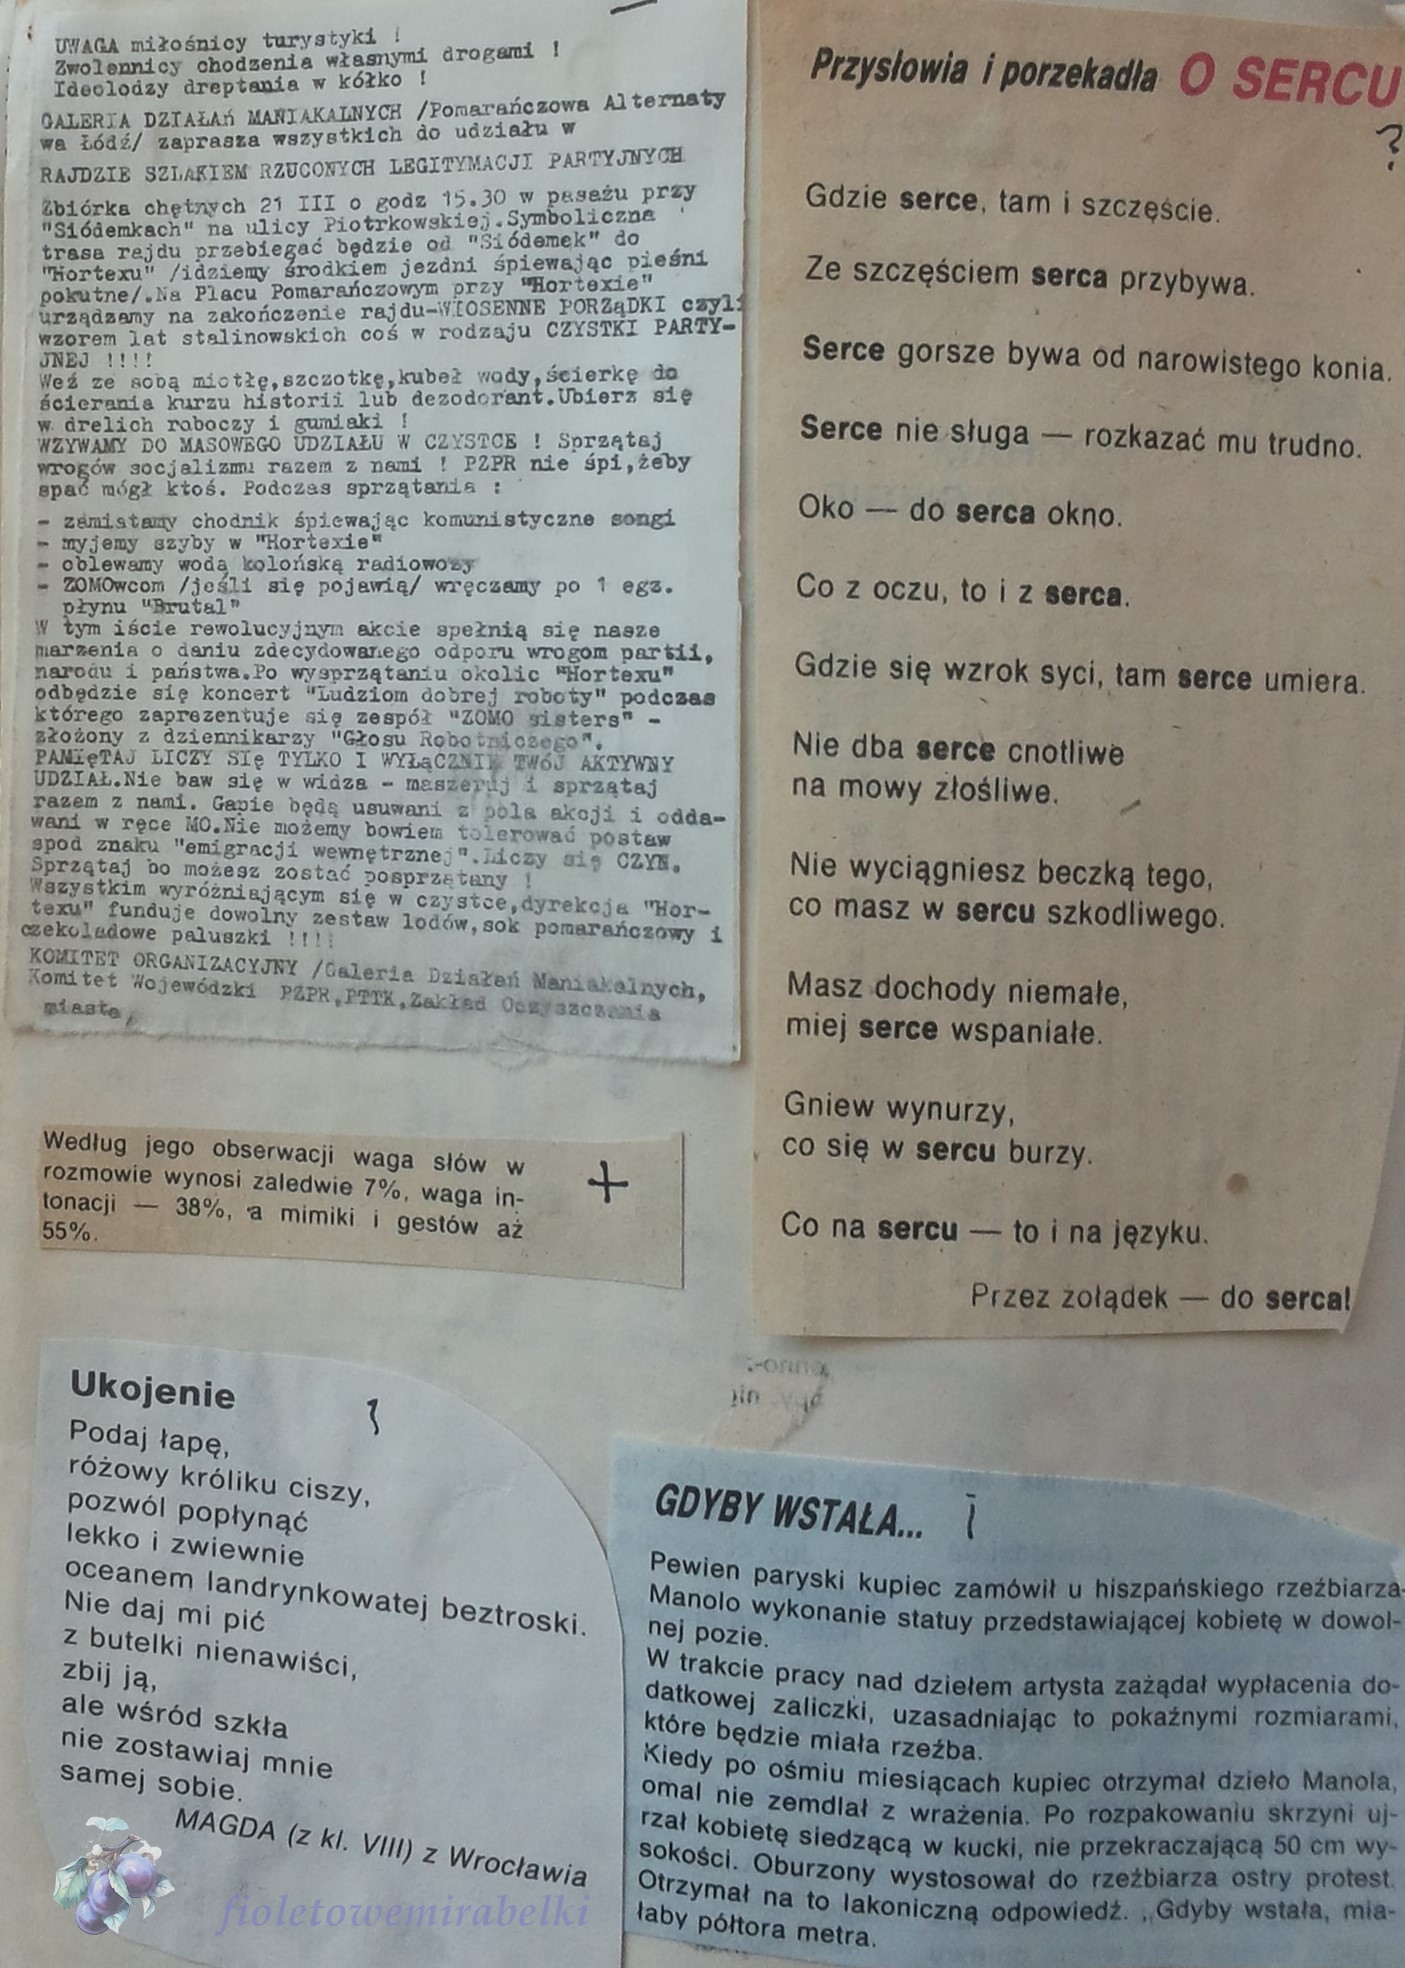 UWAGA miłośnicy turystyki !
Zwolennicy chodzenia własnymi drogami !
Ideolodzy dreptania w kółko !
GALERIA DZIAŁAń MANIAKALNYCH /Pomarańczowa Alternaty
wa Łódź/ zaprasza wszystkich do udziału w
RAJDZIE SZLAKIEM RZUCONYCH LEGITYMACJI PARTYJNYCH
Zbiórka chętnych 21 III o godz 15.30 w pasażu przy
"Siódemkach" na ulicy Piotrkowskiej.Symboliczna
trasa rajdu przebiegać będzie od "Siódemek" do
"Hortexu" /idziemy środkiem jezdni śpiewając pieśni
pokutne/.Na Placu Pomarańczowym przy "Hortexie"
urządzamy na zakończenie rajdu-WIOSENNE PORZąDKI czyli
wzorem lat stalinowskich coś w rodzaju CZYSTKI PARTY-
JNEJ !!!!
Weź ze sobą miotłę,szczotkę,kubeł wody,ścierkę do
ścierania kurzu historii lub dezodorant.Ubierz się
w drelich roboczy i gumiaki !
WZYWAMY DO MASOWEGO UDZIAŁU W CZYSTCE ! Sprzątaj
wrogów socjalizmu razem z nami ! PZPR nie śpi,żeby
spać mógł ktoś. Podczas sprzątania :
- zamiatamy chodnik śpiewając komunistyczne songi
- myjemy szyby w "Hortexie"
- oblewamy wodą kolońską radiowozy
- ZOMOwcom /jeśli się pojawią/ wręczamy po 1 egz.
płynu "Brutal"
W tym iście rewolucyjnym akcie spełnią się nasze
marzenia o daniu zdecydowanego odporu wrogom partii,
narodu i państwa.Po wysprzątaniu okolic "Hortexu"
odbędzie się koncert "Ludziom dobrej roboty" podczas
którego zaprezentuje się zespół "ZOMO sisters" -
złożony z dziennikarzy "Głosu Robotniczego".
PAMIęTAJ LICZY SIę TYLKO I WYŁąCZNIE TWóJ AKTYWNY
UDZIAŁ.Nie baw się w widza - maszeruj i sprzątaj
razem z nami. Gapie będą usuwani z pola akcji i odda-
wani w ręce MO.Nie możemy bowiem tolerować postaw
spod znaku "emigracji wewnętrznej".Liczy się CZYN.
Sprzątaj bo możesz zostać posprzątany !
Wszystkim wyróżniającym się w czystce,dyrekcja "Hor-
texu" funduje dowolny zestaw lodów,sok pomarańczowy i
czekoladowe paluszki !!!!
KOMITET ORGANIZACYJNY /Galeria Działań Maniakalnych,
Komitet Wojewódzki PZPR,PTTK,Zakład Oczyszczania
miasta,
Według jego obserwacji waga słów w
rozmowie wynosi zaledwie 7%, waga in-
tonacji — 38%, a mimiki i gestów aż
55%.
+
Ukojenie
Podaj łapę,
różowy króliku ciszy,
pozwól popłynąć
lekko i zwiewnie
oceanem landrynkowatej beztroski.
Nie daj mi pić
z butelki nienawiści,
zbij ją,
ale wśród szkła
nie zostawiaj mnie
samej sobie.
MAGDA (z kl. VIII) z Wrocławia
fioletowemirabelki
Przysłowia i porzekadła O SERCU
?
Gdzie serce, tam i szczęście.
Ze szczęściem serca przybywa.
Serce gorsze bywa od narowistego konia.
Serce nie sługa — rozkazać mu trudno.
Oko — do serca okno.
Co z oczu, to i z serca.
Gdzie się wzrok syci, tam serce umiera.
Nie dba serce cnotliwe
na mowy złośliwe.
Nie wyciągniesz beczką tego,
co masz w sercu szkodliwego.
Masz dochody niemałe,
miej serce wspaniałe.
Gniew wynurzy,
co się w sercu burzy.
Co na sercu — to i na języku.
Przez żołądek — do serca!
GDYBY WSTAŁA...
Pewien paryski kupiec zamówił u hiszpańskiego rzeźbiarza
Manolo wykonanie statuy przedstawiającej kobietę w dowol-
nej pozie.
W trakcie pracy nad dziełem artysta zażądał wypłacenia do-
datkowej zaliczki, uzasadniając to pokaźnymi rozmiarami,
które będzie miała rzeźba.
Kiedy po ośmiu miesiącach kupiec otrzymał dzieło Manola,
omal nie zemdlał z wrażenia. Po rozpakowaniu skrzyni uj-
rzał kobietę siedzącą w kucki, nie przekraczającą 50 cm wy-
sokości. Oburzony wystosował do rzeźbiarza ostry protest.
Otrzymał na to lakoniczną odpowiedź. „Gdyby wstała, mia-
łaby półtora metra.